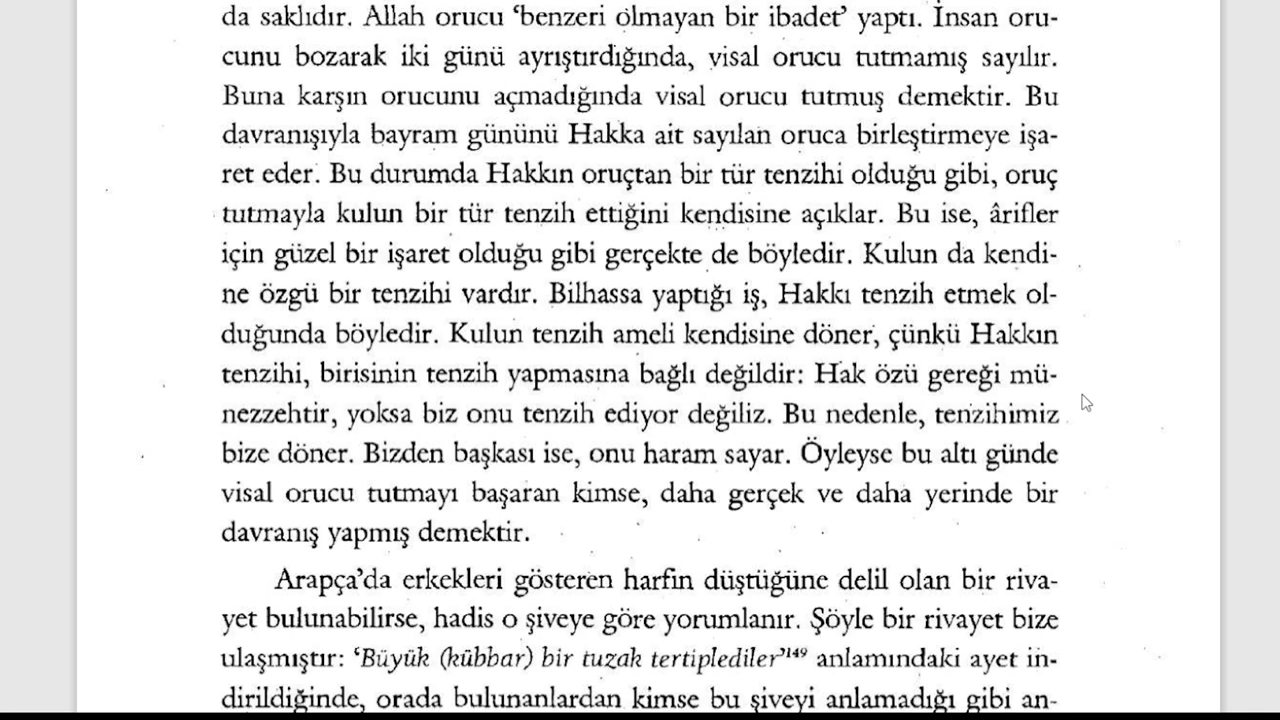 da saklıdır. Allah orucu ‘benzeri olmayan bir ibadet’ yaptı. İnsan oru-
cunu bozarak iki günü ayrıştırdığında, visal orucu tutmamış sayılır.
Buna karşın orucunu açmadığında visal orucu tutmuş demektir. Bu
davranışıyla bayram gününü Hakka ait sayılan oruca birleştirmeye işa-
ret eder. Bu durumda Hakkın oruçtan bir tür tenzihi olduğu gibi, oruç
tutmayla kulun bir tür tenzih ettiğini kendisine açıklar. Bu ise, ârifler
için güzel bir işaret olduğu gibi gerçekte de böyledir. Kulun da kendi-
ne özgü bir tenzihi vardır. Bilhassa yaptığı iş, Hakkı tenzih etmek ol-
duğunda böyledir. Kulun tenzih ameli kendisine döner, çünkü Hakkın
tenzihi, birisinin tenzih yapmasına bağlı değildir: Hak özü gereği mü-
nezzehtir, yoksa biz onu tenzih ediyor değiliz. Bu nedenle, tenzihimiz
bize döner. Bizden başkası ise, onu haram sayar. Öyleyse bu altı günde
visal orucu tutmayı başaran kimse, daha gerçek ve daha yerinde bir
davranış yapmış demektir.
Arapça’da erkekleri gösteren harfin düştüğüne delil olan bir riva-
yet bulunabilirse, hadis o şiveye göre yorumlanır. Şöyle bir rivayet bize
ulaşmıştır: ‘Büyük (kübbar) bir tuzak tertiplediler’¹⁴⁹ anlamındaki ayet in-
dirildiğinde, orada bulunanlardan kimse bu şiveyi anlamadığı gibi an-